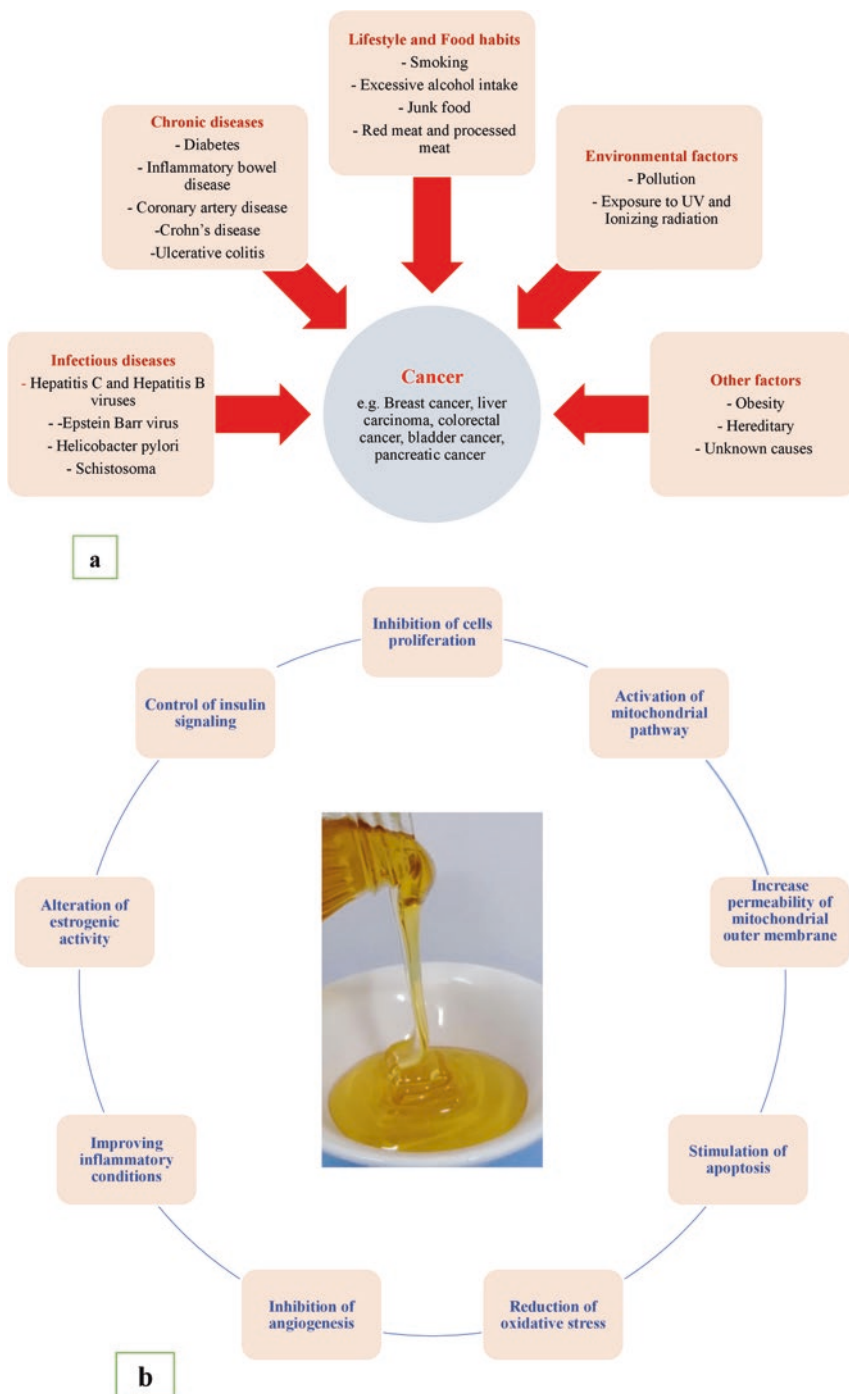 Lifestyle and Food habits
- Smoking
- Excessive alcohol intake
- Junk food
- Red meat and processed
meat
Chronic diseases
- Diabetes
- Inflammatory bowel
disease
- Coronary artery disease
-Crohn's disease
-Ulcerative colitis
Environmental factors
- Pollution
- Exposure to UV and
Ionizing radiation
Infectious diseases
- Hepatitis C and Hepatitis B
viruses
- -Epstein Barr virus
- Helicobacter pylori
- Schistosoma
Cancer
e.g. Breast cancer, liver
carcinoma, colorectal
cancer, bladder cancer,
pancreatic cancer
Other factors
- Obesity
- Hereditary
- Unknown causes
a
Inhibition of cells
proliferation
Activation of
mitochondrial
pathway
Increase
permeability of
mitochondrial
outer membrane
Stimulation of
apoptosis
Reduction of
oxidative stress
Inhibition of
angiogenesis
Improving
inflammatory
conditions
Alteration of
estrogenic
activity
Control of insulin
signaling
b